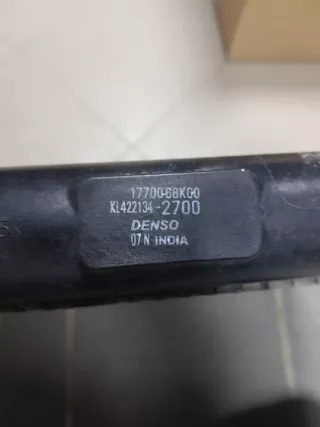 17700-68K00
KL422134-2700
DENSO
07 N INDIA